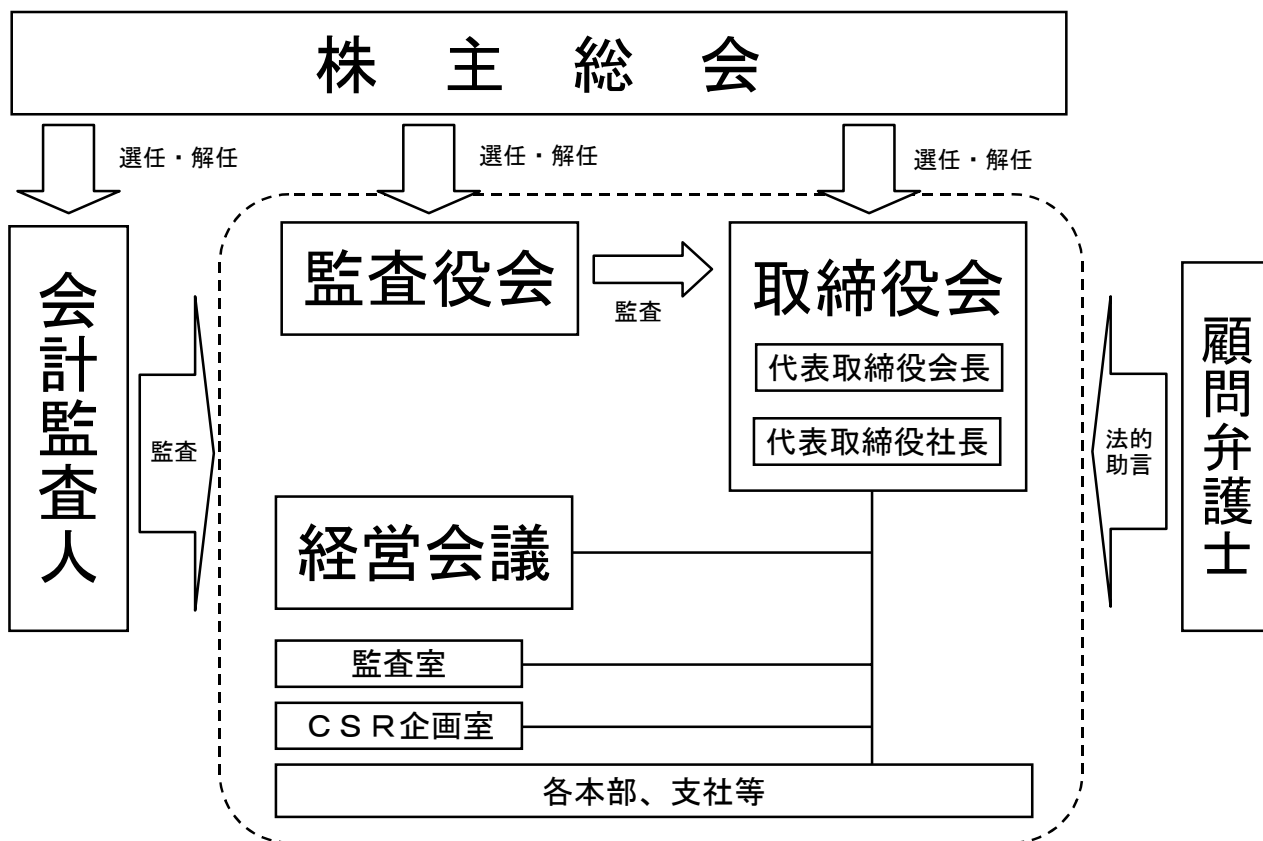 株主総会
選任・解任
選任・解任
選任・解任
会計監査人
監査
監査役会
監査
取締役会
代表取締役会長
代表取締役社長
法的
助言
顧問弁護士
経営会議
監査室
ＣＳＲ企画室
各本部、支社等